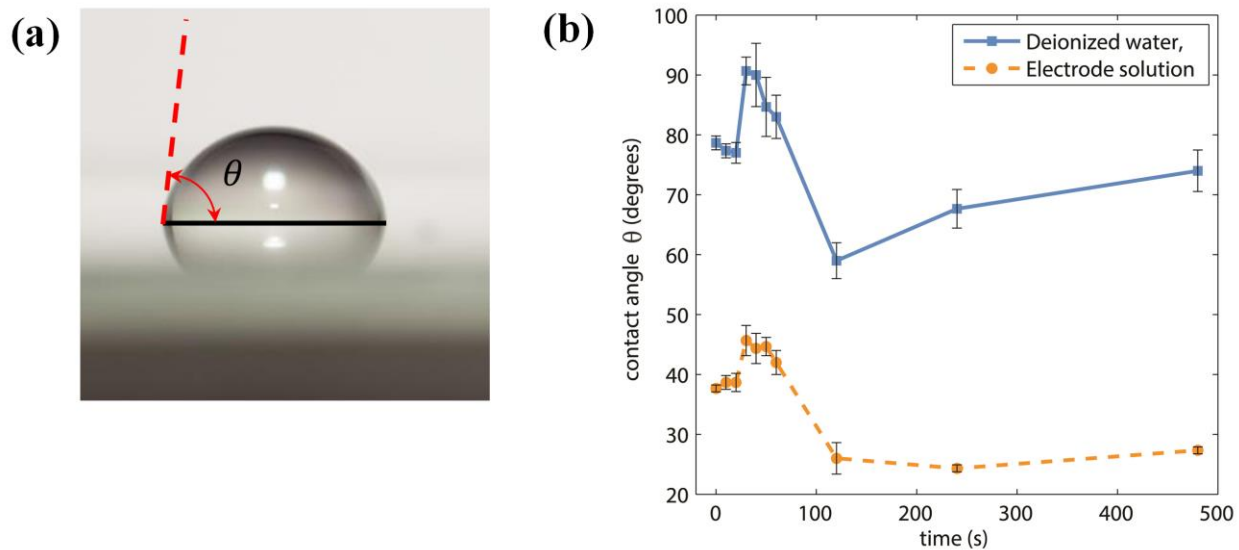 (a)
θ
(b)
100
90
80
70
60
50
40
30
20
contact angle θ (degrees)
Deionized water,
Electrode solution
0
100
200
300
400
500
time (s)